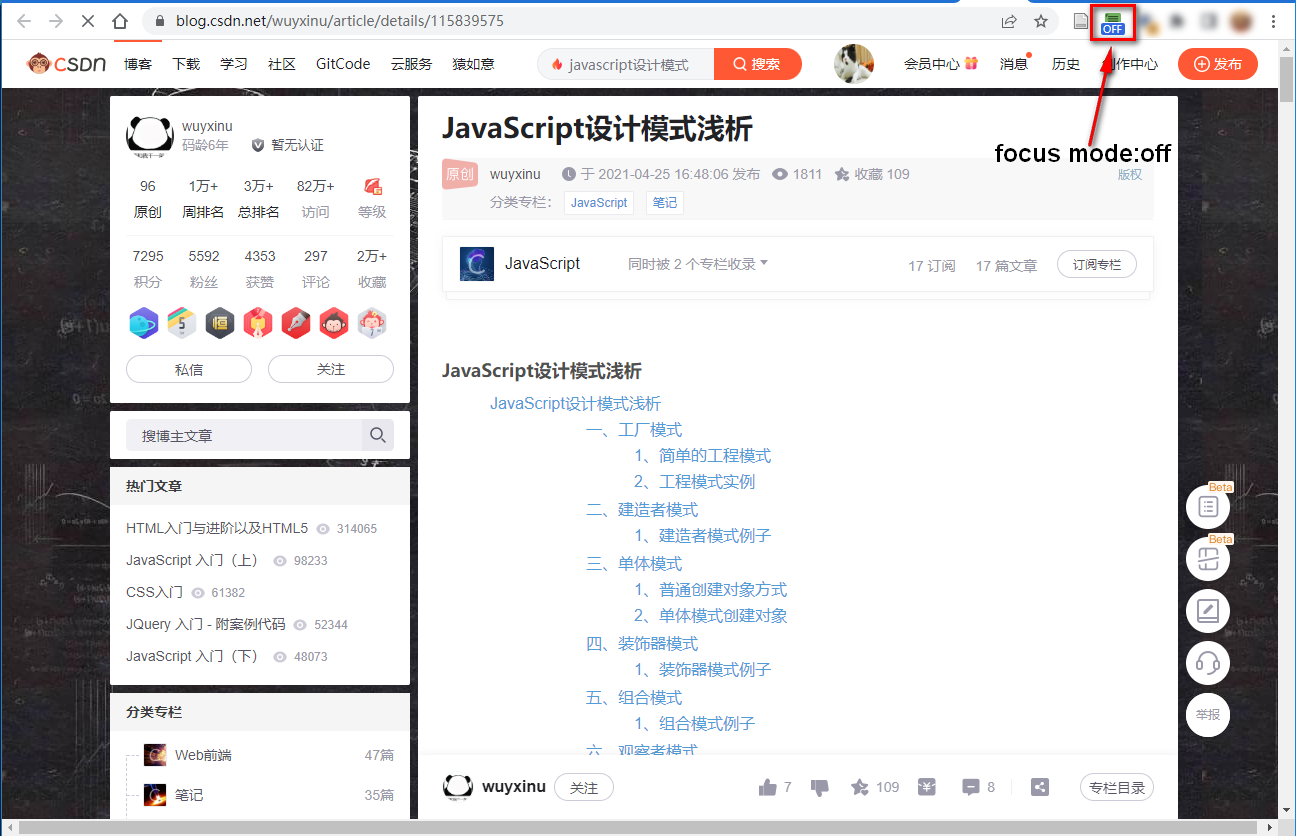 blog.csdn.net/wuyxinu/article/details/115839575
OFF
CSDN 博客 下载 学习 社区 GitCode 云服务 猿如意 javascript设计模式 搜索 会员中心 消息 历史 创作中心 发布
focus mode:off
wuyxinu
码龄6年 暂无认证
96 1万+ 3万+ 82万+
原创 周排名 总排名 访问 等级
7295 5592 4353 297 2万+
积分 粉丝 获赞 评论 收藏
私信 关注
搜博主文章
热门文章
HTML入门与进阶以及HTML5 314065
JavaScript 入门（上） 98233
CSS入门 61382
JQuery 入门 - 附案例代码 52344
JavaScript 入门（下） 48073
分类专栏
Web前端 47篇
笔记 35篇
JavaScript设计模式浅析
原创 wuyxinu 于 2021-04-25 16:48:06 发布 1811 收藏 109 版权
分类专栏： JavaScript 笔记
JavaScript 同时被 2 个专栏收录 17 订阅 17 篇文章 订阅专栏
JavaScript设计模式浅析
JavaScript设计模式浅析
一、工厂模式
1、简单的工程模式
2、工程模式实例
二、建造者模式
1、建造者模式例子
三、单体模式
1、普通创建对象方式
2、单体模式创建对象
四、装饰器模式
1、装饰器模式例子
五、组合模式
1、组合模式例子
六、观察者模式
wuyxinu 关注 7 109 8 专栏目录
Beta
Beta
举报